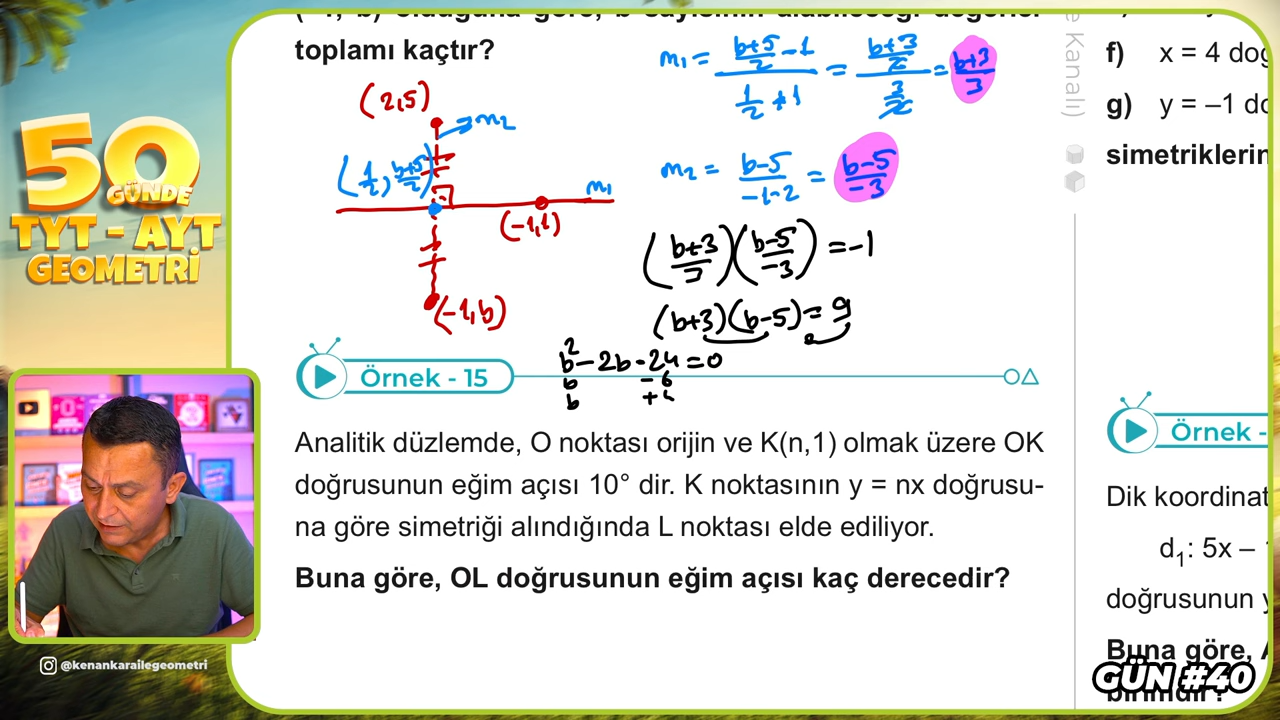 50
GÜNDE
TYT - AYT
GEOMETRİ
toplamı kaçtır?
(2,5)
m2
(1/2, b+5/2)
m1
(-1,1)
(-1,b)
m1 = ((b+5)/2 - 1)/(1/2 + 1) = ((b+3)/2)/(3/2) = (b+3)/3
m2 = (b-5)/(-1-2) = (b-5)/(-3)
((b+3)/3)((b-5)/-3) = -1
(b+3)(b-5) = 9
b² - 2b - 24 = 0
b -6
b +4
Örnek - 15
Analitik düzlemde, O noktası orijin ve K(n,1) olmak üzere OK
doğrusunun eğim açısı 10° dir. K noktasının y = nx doğrusu-
na göre simetriği alındığında L noktası elde ediliyor.
Buna göre, OL doğrusunun eğim açısı kaç derecedir?
e Kanalı)
f) x = 4 doğ
g) y = –1 do
simetriklerin
Örnek -
Dik koordinat
d1: 5x –
doğrusunun y
Buna göre, A
birimdir?
GÜN #40
@kenankarailegeometri